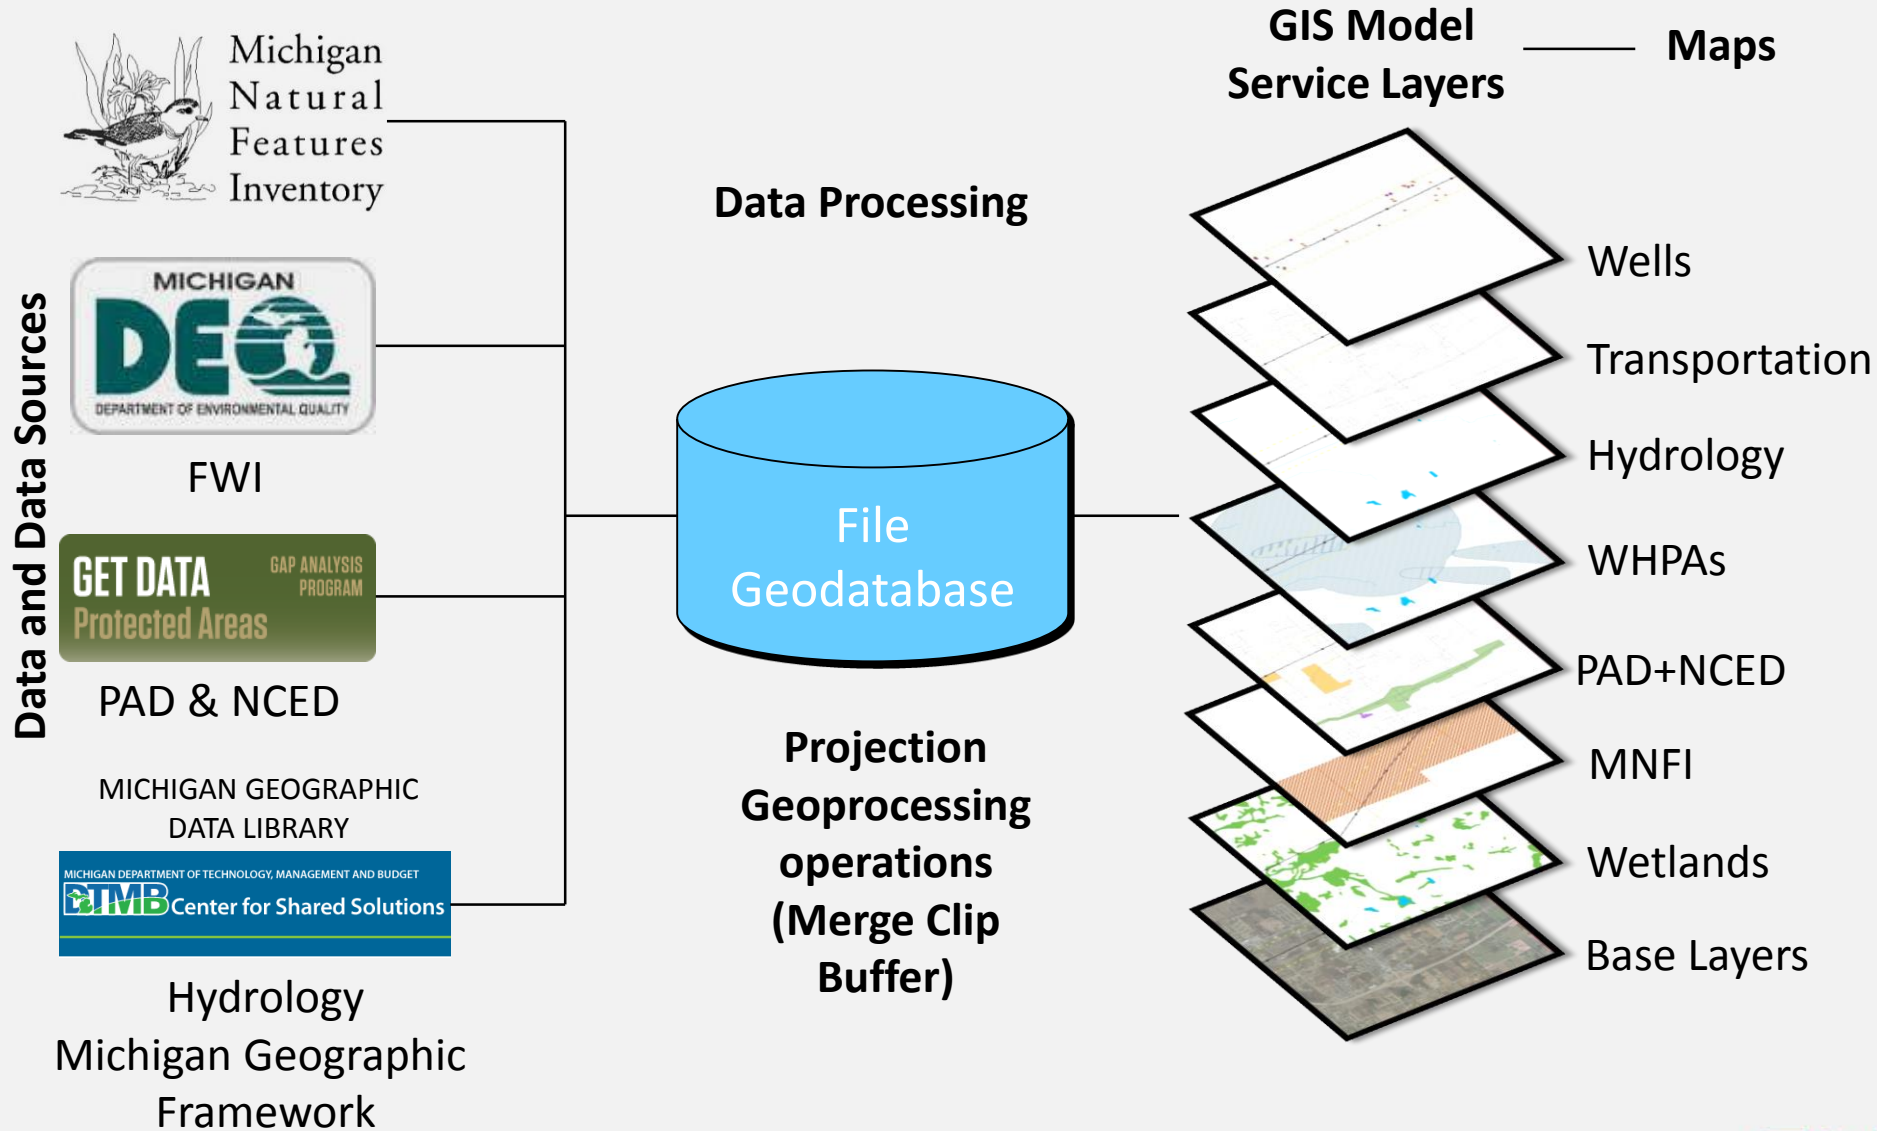 Michigan
Natural
Features
Inventory
Data and Data Sources
MICHIGAN
DEQ
DEPARTMENT OF ENVIRONMENTAL QUALITY
FWI
GET DATA
GAP ANALYSIS
PROGRAM
Protected Areas
PAD & NCED
MICHIGAN GEOGRAPHIC
DATA LIBRARY
MICHIGAN DEPARTMENT OF TECHNOLOGY, MANAGEMENT AND BUDGET
DTMB Center for Shared Solutions
Hydrology
Michigan Geographic
Framework
Data Processing
File
Geodatabase
Projection
Geoprocessing
operations
(Merge Clip
Buffer)
GIS Model
Service Layers
Maps
Wells
Transportation
Hydrology
WHPAs
PAD+NCED
MNFI
Wetlands
Base Layers